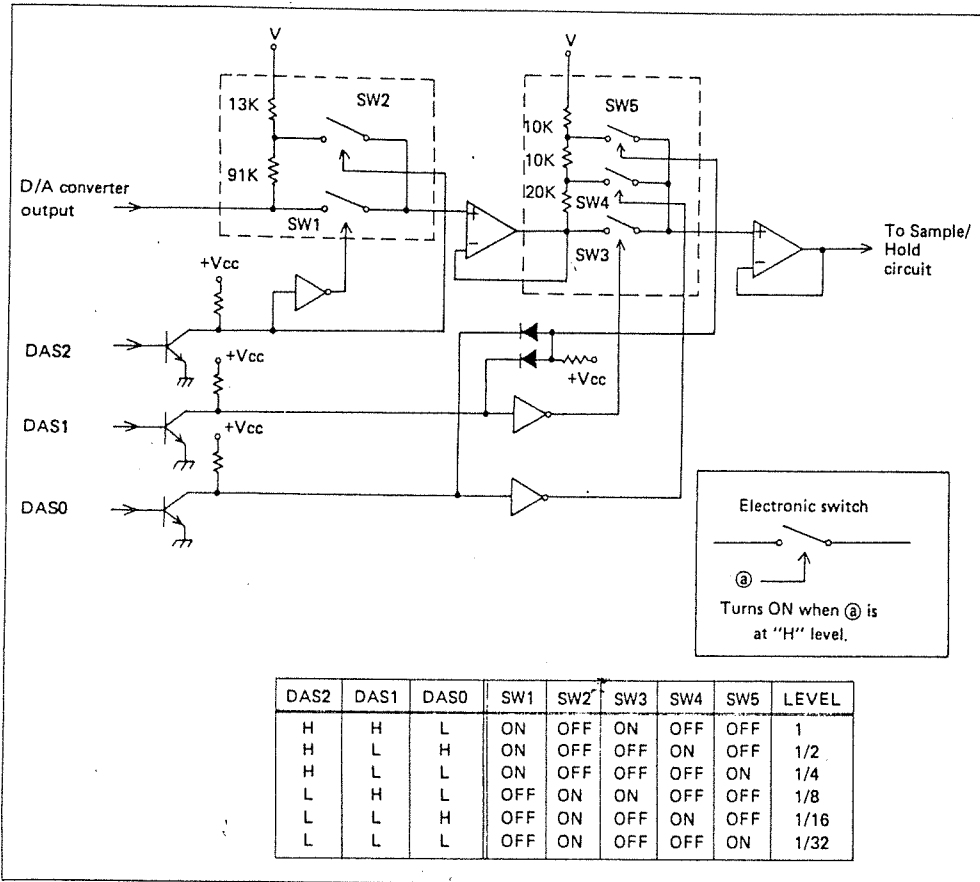 V
V
13K
SW2
SW5
10K
91K
10K
D/A converter
output
20K
SW4
SW1
SW3
+
−
+
−
To Sample/
Hold
circuit
+Vcc
DAS2
+Vcc
+Vcc
DAS1
+Vcc
DAS0
Electronic switch
ⓐ
Turns ON when ⓐ is
at "H" level.
DAS2 DAS1 DAS0 SW1 SW2 SW3 SW4 SW5 LEVEL
H H L ON OFF ON OFF OFF 1
H L H ON OFF OFF ON OFF 1/2
H L L ON OFF OFF OFF ON 1/4
L H L OFF ON ON OFF OFF 1/8
L L H OFF ON OFF ON OFF 1/16
L L L OFF ON OFF OFF ON 1/32